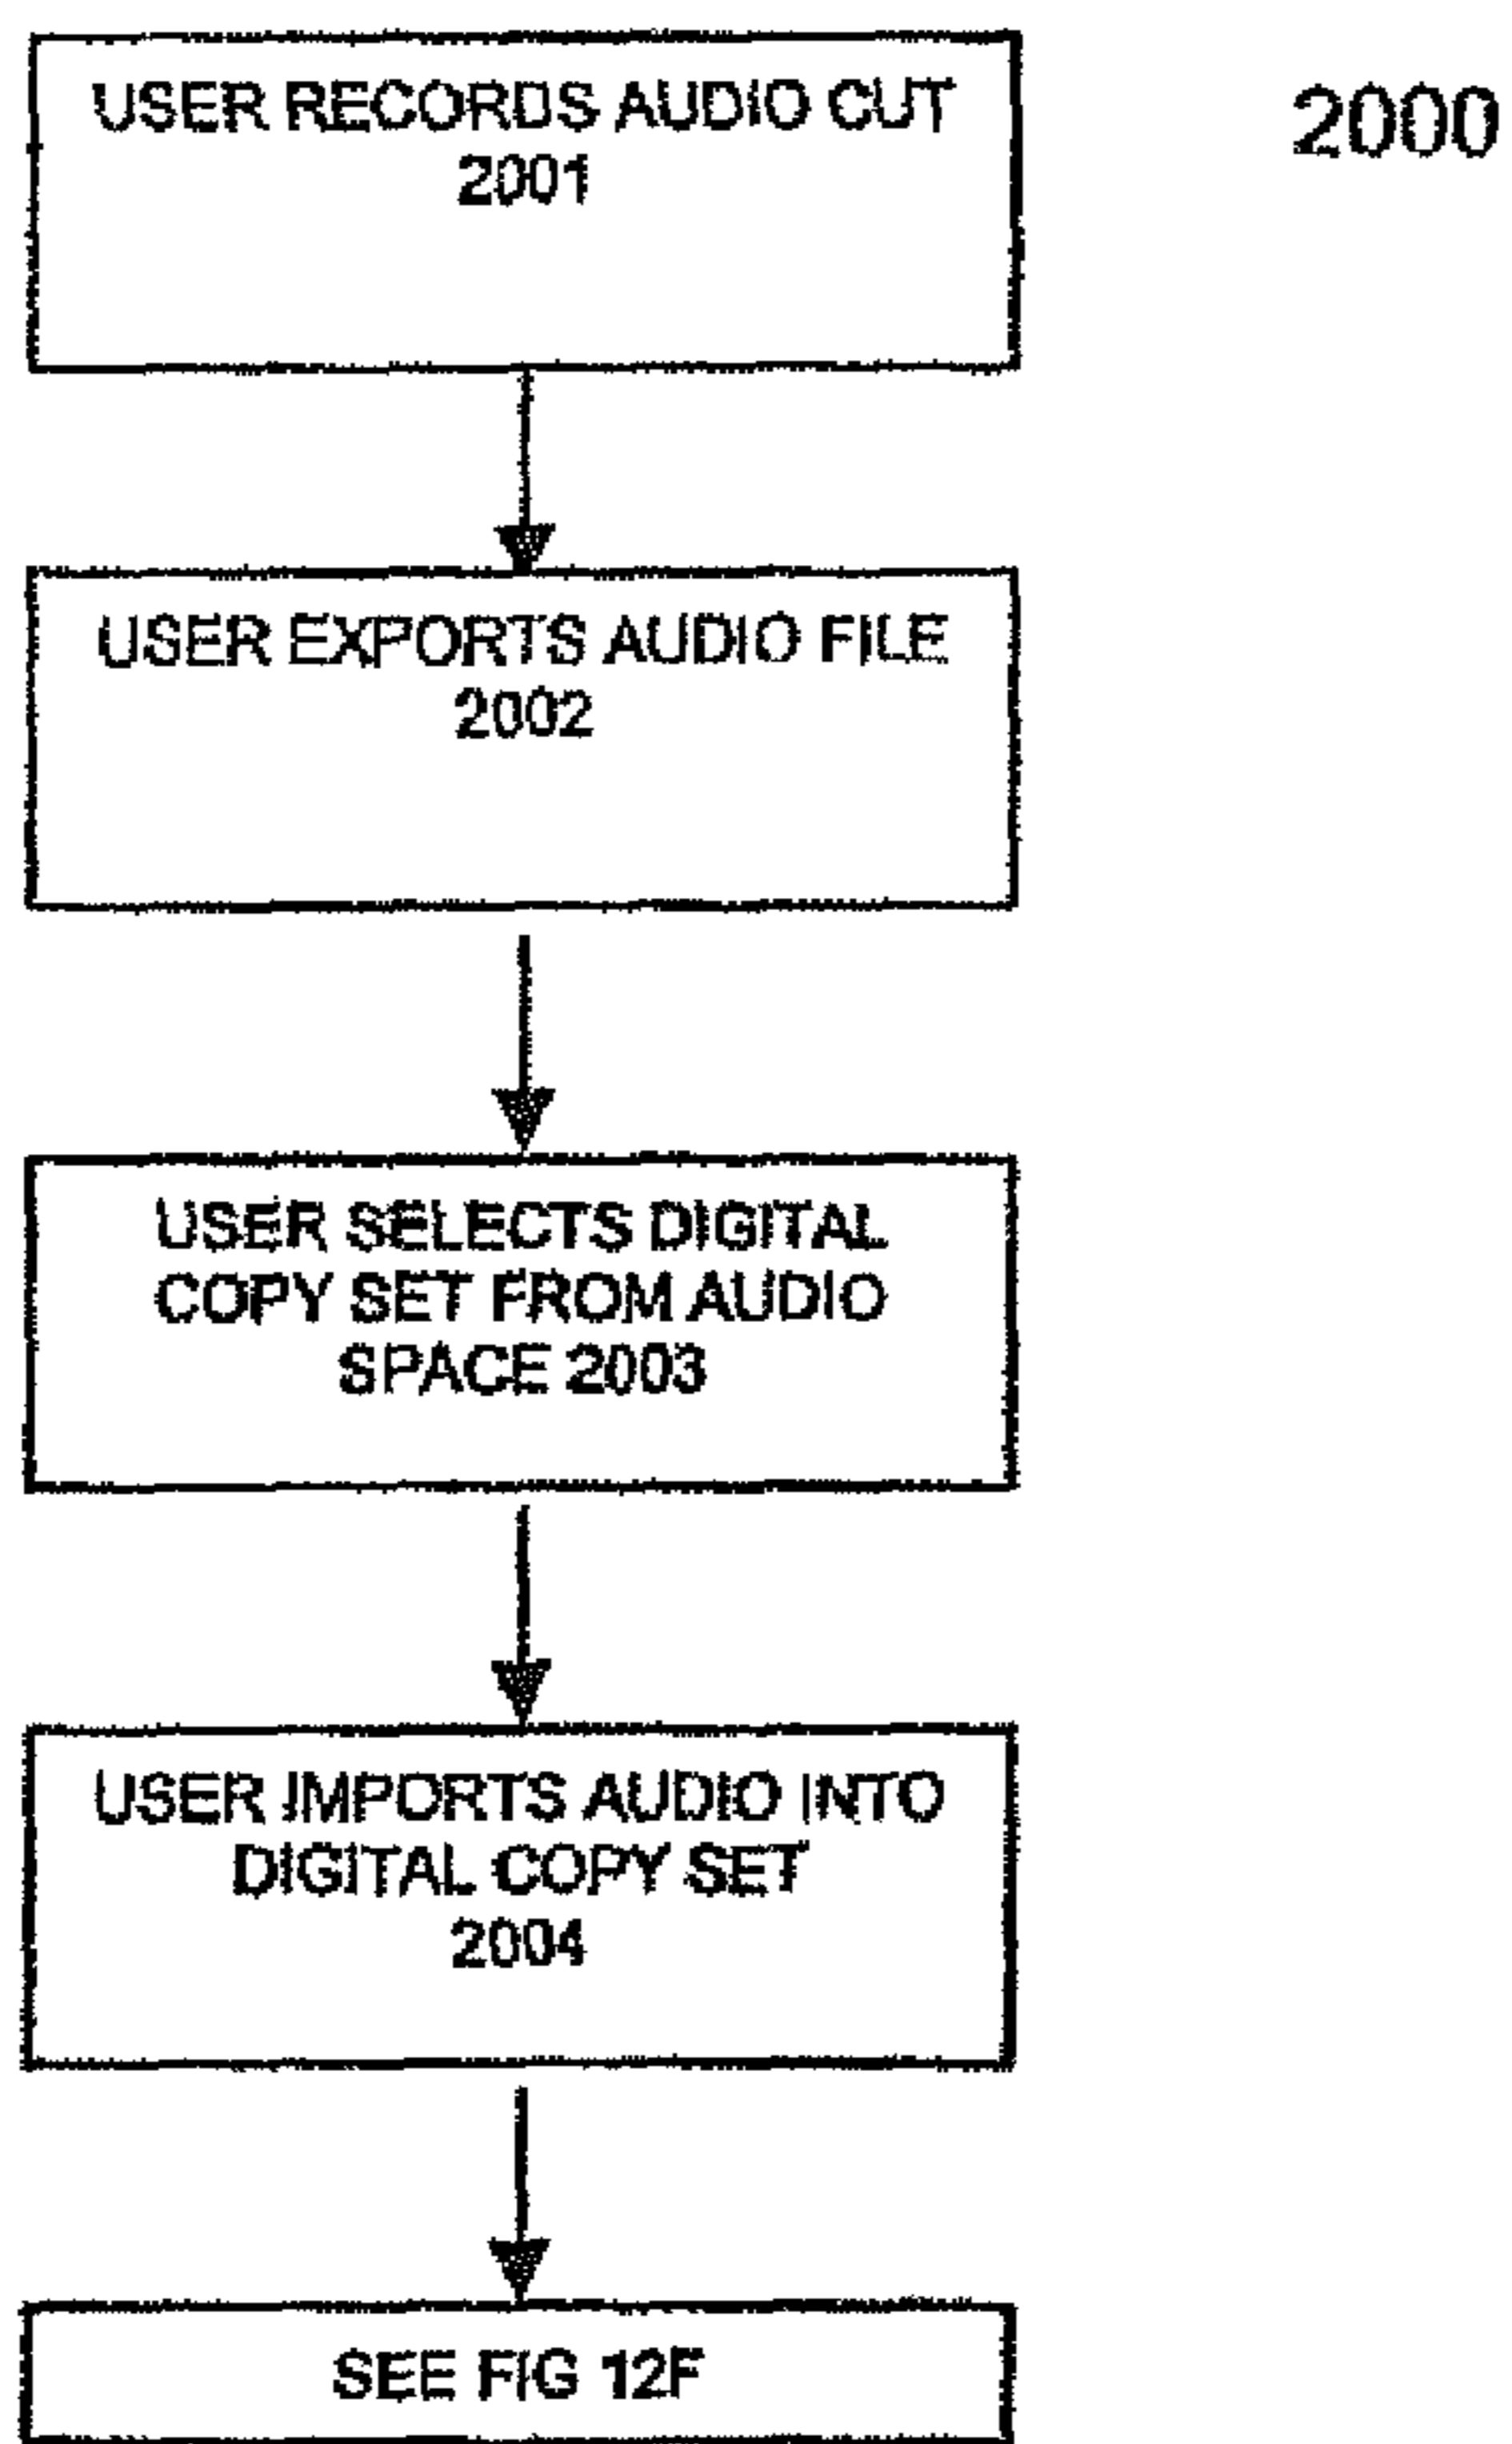 USER RECORDS AUDIO CUT
2001
2000
USER EXPORTS AUDIO FILE
2002
USER SELECTS DIGITAL
COPY SET FROM AUDIO
SPACE 2003
USER IMPORTS AUDIO INTO
DIGITAL COPY SET
2004
SEE FIG 12F